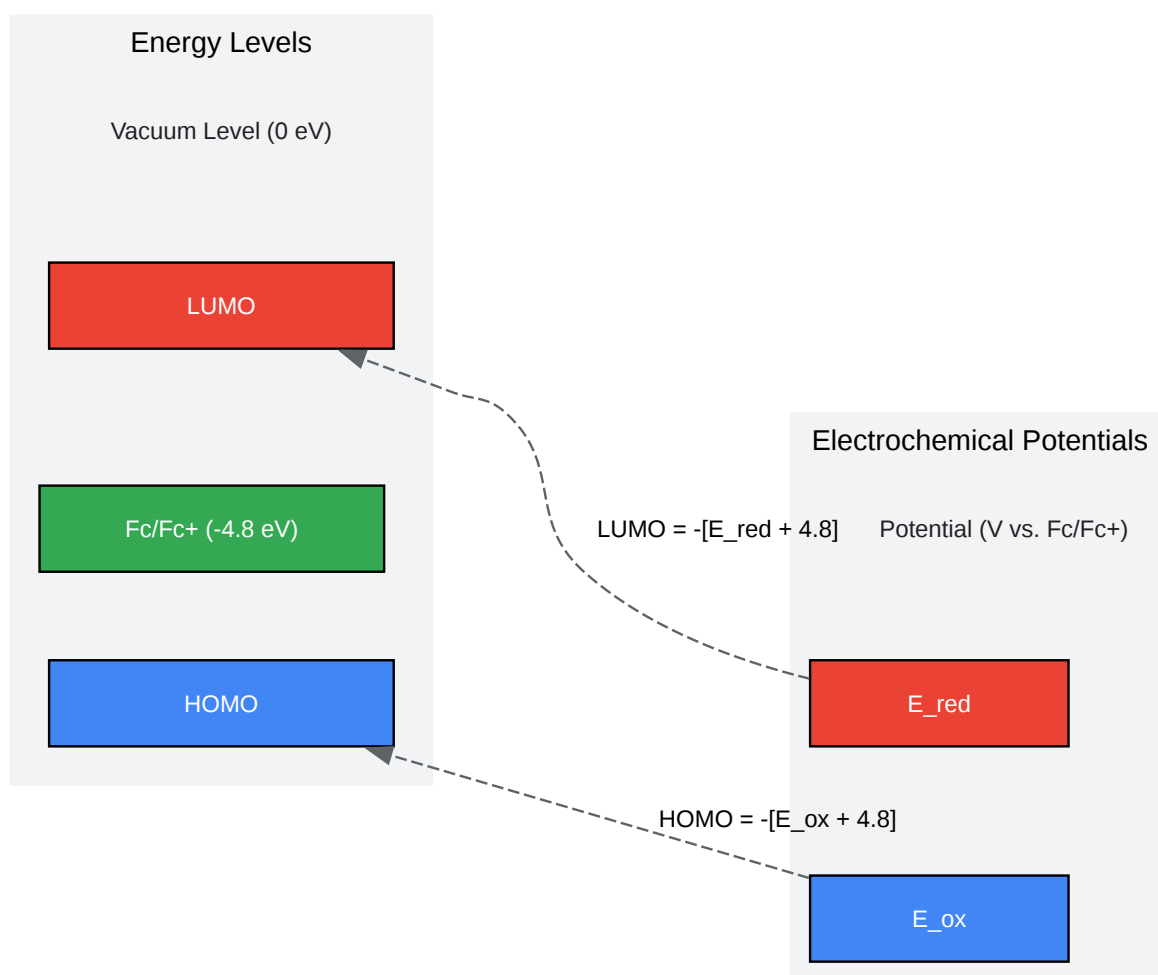 Energy Levels
Vacuum Level (0 eV)
LUMO
Fc/Fc+ (-4.8 eV)
HOMO
LUMO = -[E_red + 4.8]
HOMO = -[E_ox + 4.8]
Electrochemical Potentials
Potential (V vs. Fc/Fc+)
E_red
E_ox